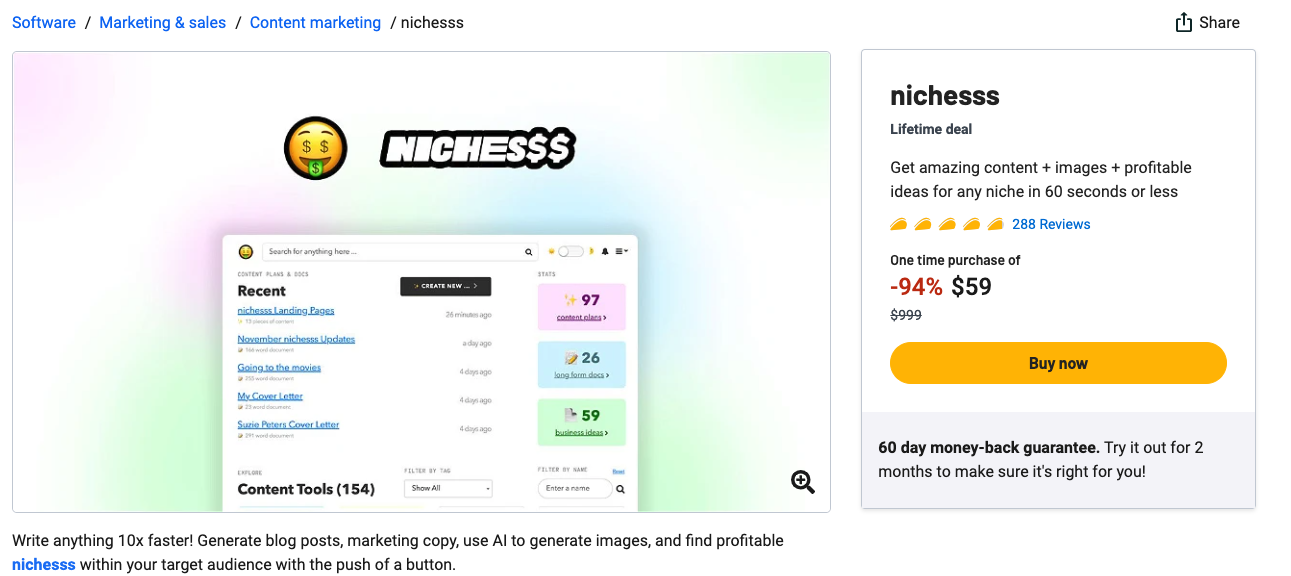 Software / Marketing & sales / Content marketing / nichesss
Share
NICHES$$
Search for anything here ...
CONTENT PLANS & DOCS
Recent
CREATE NEW ... >
nichesss Landing Pages
26 minutes ago
13 pieces of content
November nichesss Updates
a day ago
166 word document
Going to the movies
4 days ago
255 word document
My Cover Letter
4 days ago
23 word document
Suzie Peters Cover Letter
4 days ago
291 word document
STATS
97
content plans >
26
long form docs >
59
business ideas >
EXPLORE
Content Tools (154)
FILTER BY TAG
Show All
FILTER BY NAME
Reset
Enter a name
nichesss
Lifetime deal
Get amazing content + images + profitable
ideas for any niche in 60 seconds or less
288 Reviews
One time purchase of
-94% $59
$999
Buy now
60 day money-back guarantee. Try it out for 2
months to make sure it's right for you!
Write anything 10x faster! Generate blog posts, marketing copy, use AI to generate images, and find profitable
nichesss within your target audience with the push of a button.